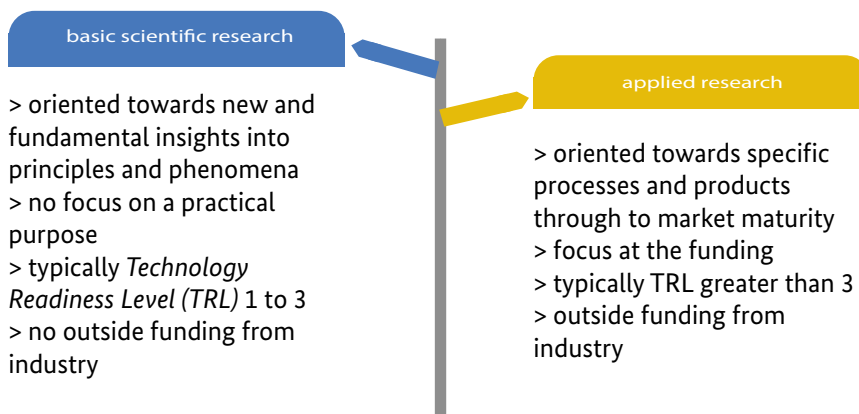 basic scientific research
> oriented towards new and
fundamental insights into
principles and phenomena
> no focus on a practical
purpose
> typically Technology
Readiness Level (TRL) 1 to 3
> no outside funding from
industry
applied research
> oriented towards specific
processes and products
through to market maturity
> focus at the funding
> typically TRL greater than 3
> outside funding from
industry